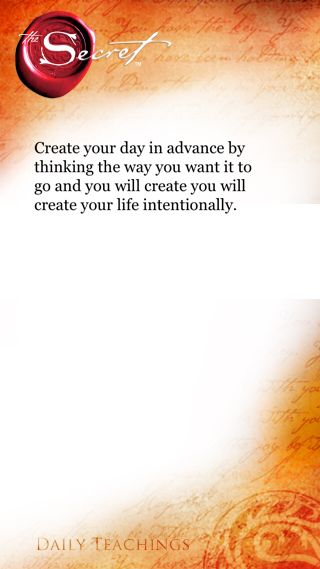 the Secret™
Create your day in advance by
thinking the way you want it to
go and you will create you will
create your life intentionally.
Daily Teachings